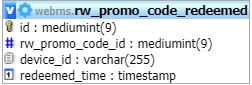 webrns.rw_promo_code_redeemed
id : mediumint(9)
rw_promo_code_id : mediumint(9)
device_id : varchar(255)
redeemed_time : timestamp